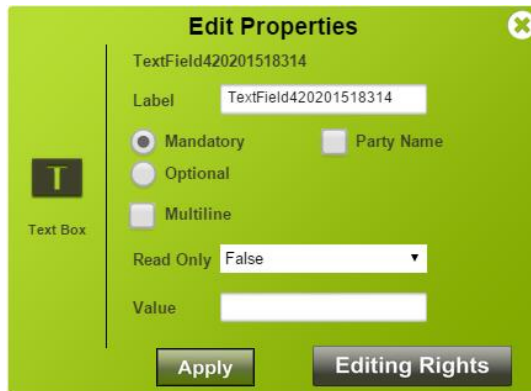 Edit Properties
TextField420201518314
Label TextField420201518314
Mandatory Party Name
Optional
Multiline
T
Text Box
Read Only False
Value
Apply Editing Rights